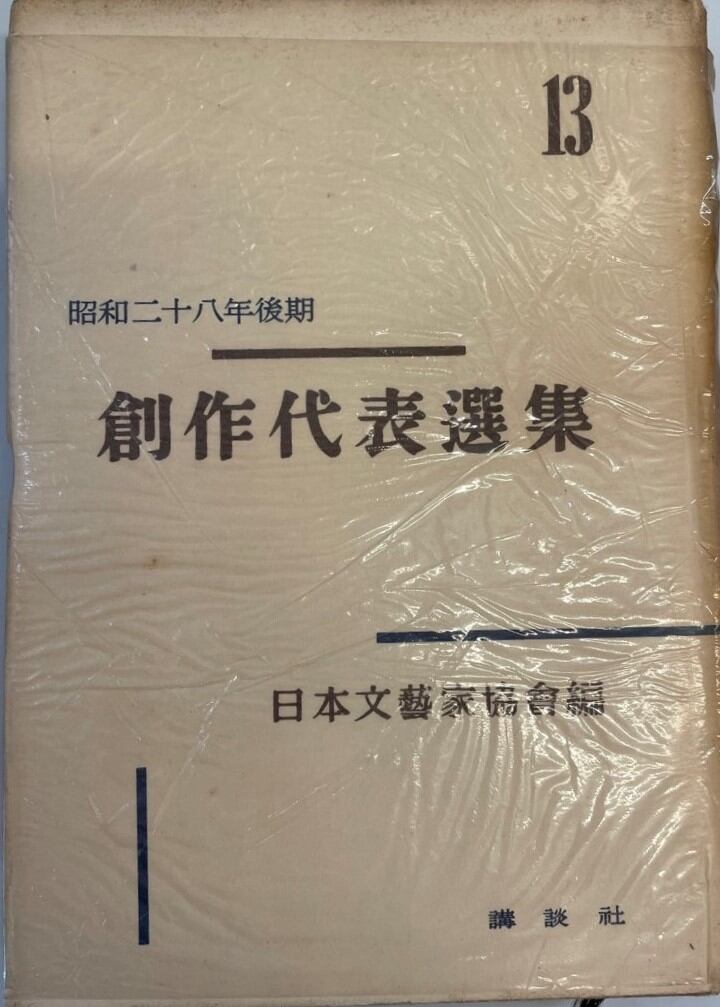 13
昭和二十八年後期
創作代表選集
日本文藝家協會編
講談社